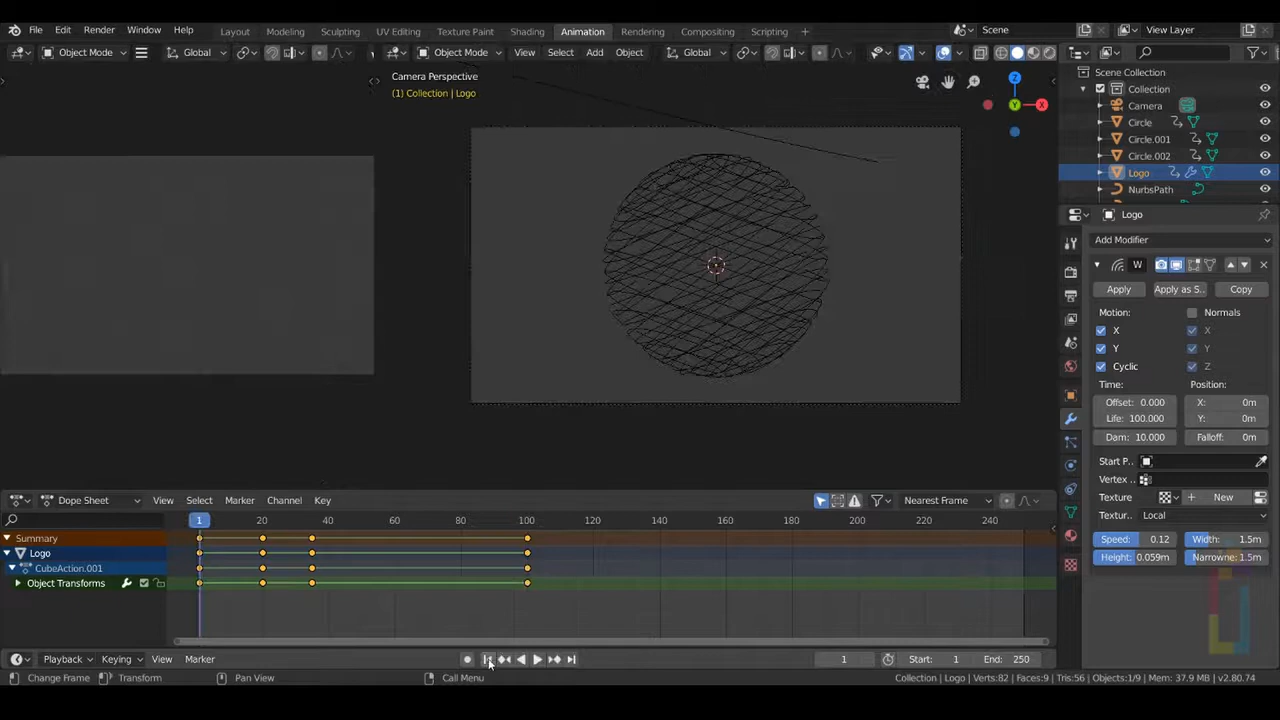 File Edit Render Window Help Layout Modeling Sculpting UV Editing Texture Paint Shading Animation Rendering Compositing Scripting + Scene View Layer
Object Mode Global Object Mode View Select Add Object Global
Camera Perspective
(1) Collection | Logo
Z
Y
X
Scene Collection
Collection
Camera
Circle
Circle.001
Circle.002
Logo
NurbsPath
Logo
Add Modifier
W
Apply Apply as S.. Copy
Motion: Normals
X X
Y Y
Cyclic Z
Time: Position:
Offset: 0.000 X: 0m
Life: 100.000 Y: 0m
Dam: 10.000 Falloff: 0m
Start P..
Vertex ..
Texture New
Textur.. Local
Speed: 0.12 Width: 1.5m
Height: 0.059m Narrowne: 1.5m
Dope Sheet View Select Marker Channel Key Nearest Frame
1 20 40 60 80 100 120 140 160 180 200 220 240
Summary
Logo
CubeAction.001
Object Transforms
Playback Keying View Marker 1 Start: 1 End: 250
Change Frame Transform Pan View Call Menu Collection | Logo | Verts:82 | Faces:9 | Tris:56 | Objects:1/9 | Mem: 37.9 MB | v2.80.74